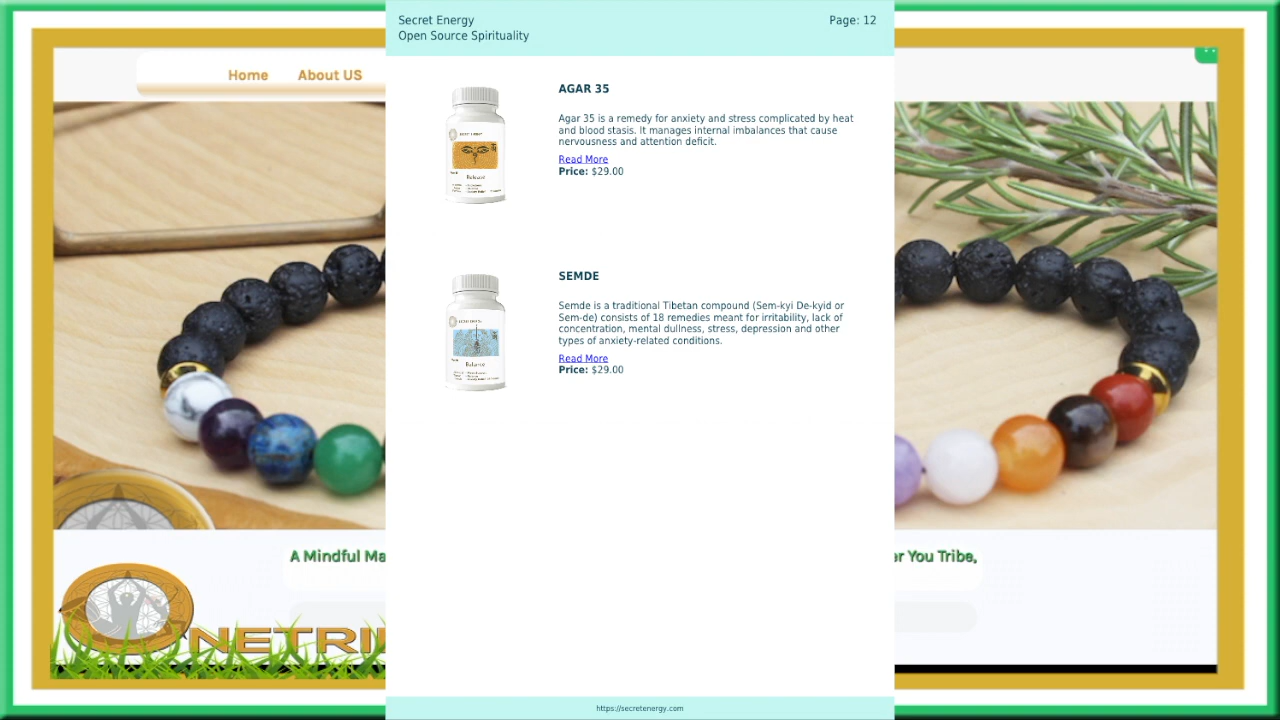 Secret Energy
Open Source Spirituality
Page: 12
Home About US
AGAR 35
Agar 35 is a remedy for anxiety and stress complicated by heat
and blood stasis. It manages internal imbalances that cause
nervousness and attention deficit.
Read More
Price: $29.00
Balance
SEMDE
Semde is a traditional Tibetan compound (Sem-kyi De-kyid or
Sem-de) consists of 18 remedies meant for irritability, lack of
concentration, mental dullness, stress, depression and other
types of anxiety-related conditions.
Read More
Price: $29.00
Balance
A Mindful Ma
er You Tribe,
NETRI
https://secretenergy.com